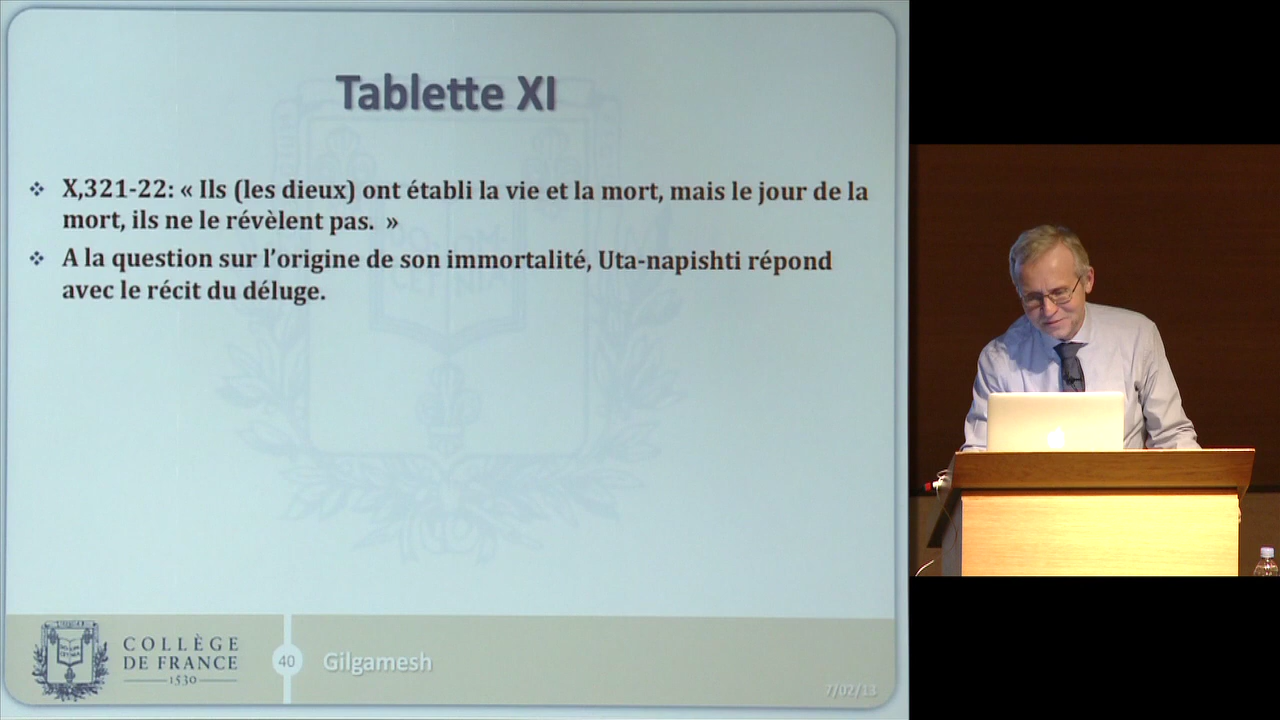 Tablette XI
❖ X,321-22: « Ils (les dieux) ont établi la vie et la mort, mais le jour de la
mort, ils ne le révèlent pas. »
❖ A la question sur l’origine de son immortalité, Uta-napishti répond
avec le récit du déluge.
COLLÈGE
DE FRANCE
1530
40
Gilgamesh
7/02/13